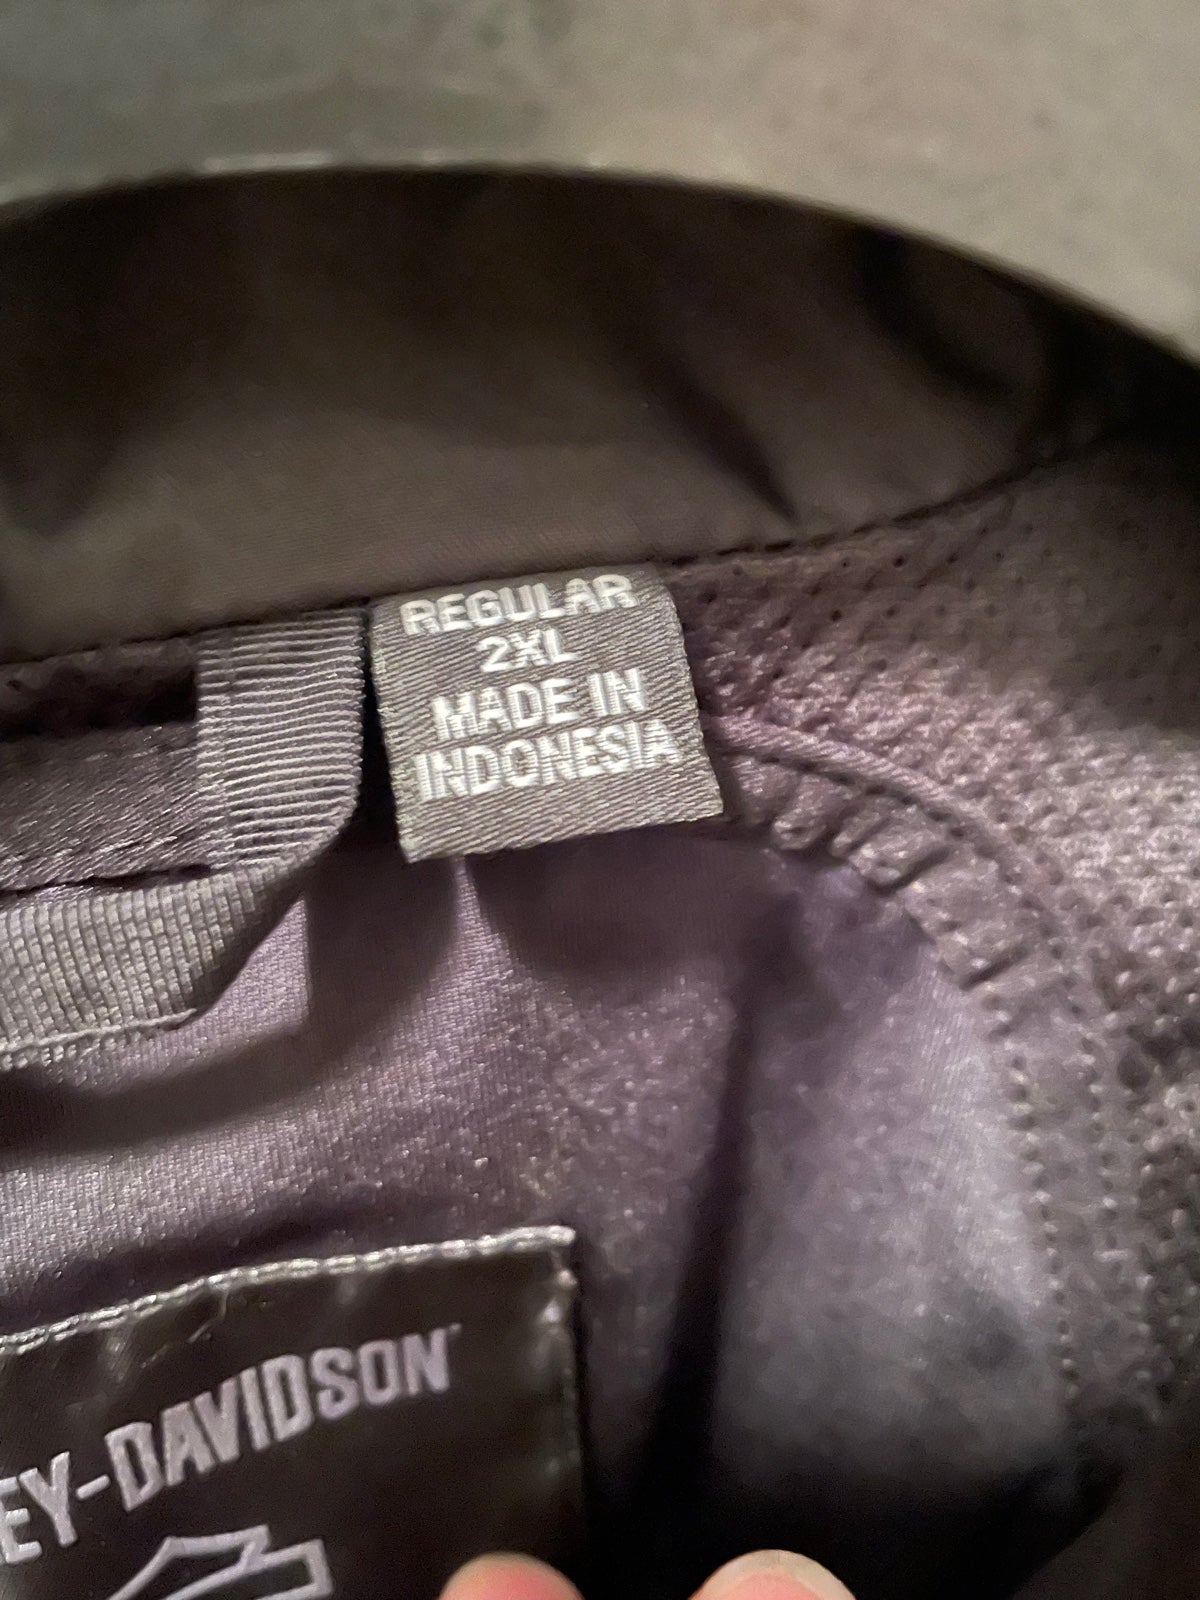 REGULAR
2XL
MADE IN
INDONESIA
EY-DAVIDSON